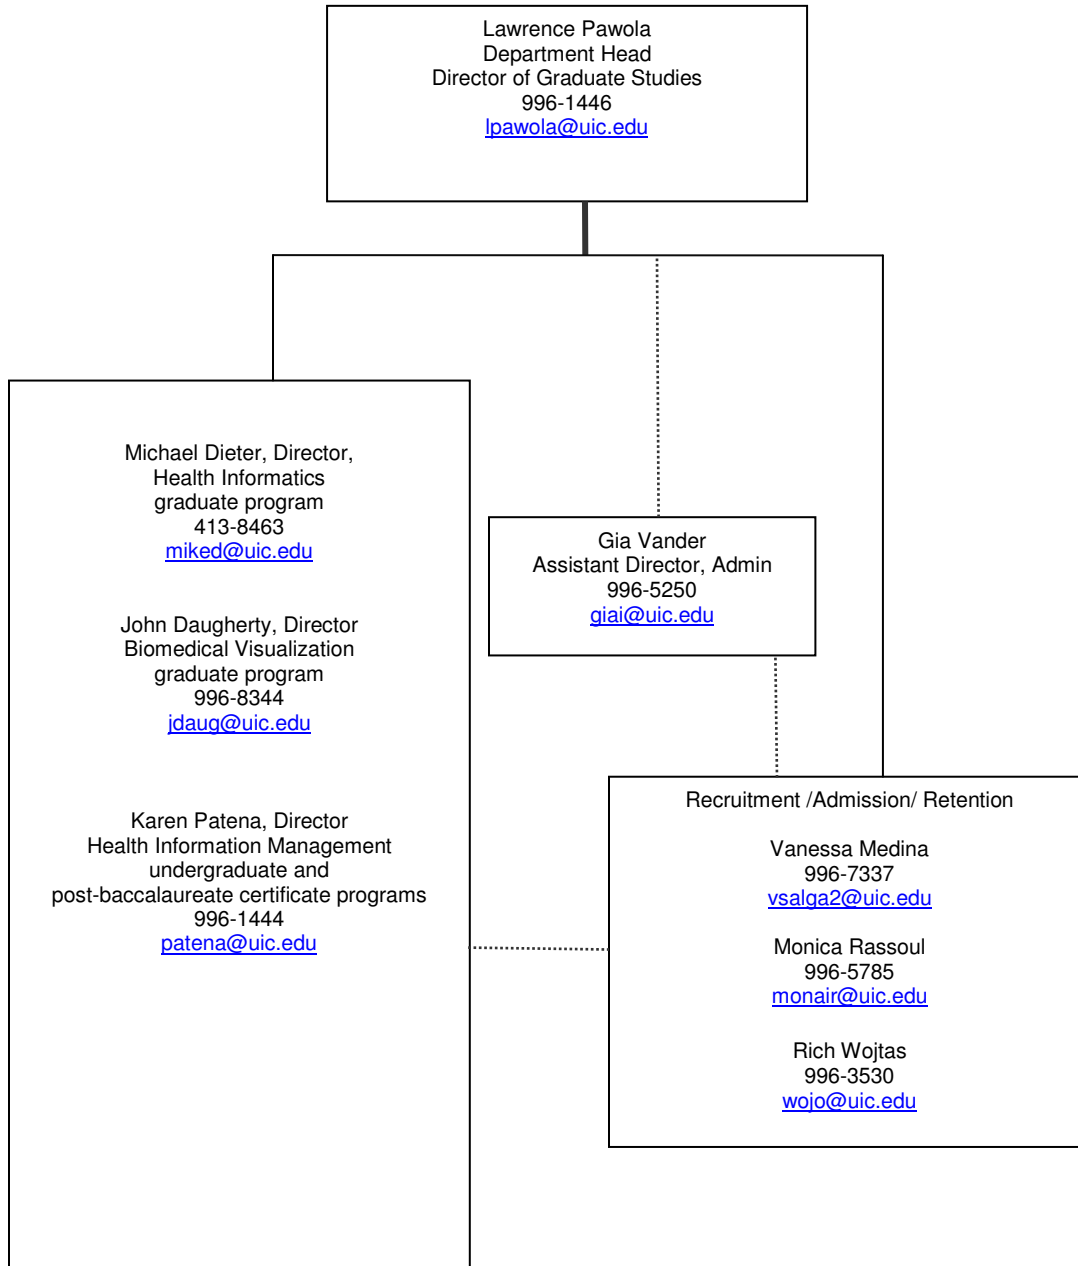 Lawrence Pawola
Department Head
Director of Graduate Studies
996-1446
lpawola@uic.edu
Michael Dieter, Director,
Health Informatics
graduate program
413-8463
miked@uic.edu
John Daugherty, Director
Biomedical Visualization
graduate program
996-8344
jdaug@uic.edu
Karen Patena, Director
Health Information Management
undergraduate and
post-baccalaureate certificate programs
996-1444
patena@uic.edu
Gia Vander
Assistant Director, Admin
996-5250
giai@uic.edu
Recruitment /Admission/ Retention
Vanessa Medina
996-7337
vsalga2@uic.edu
Monica Rassoul
996-5785
monair@uic.edu
Rich Wojtas
996-3530
wojo@uic.edu